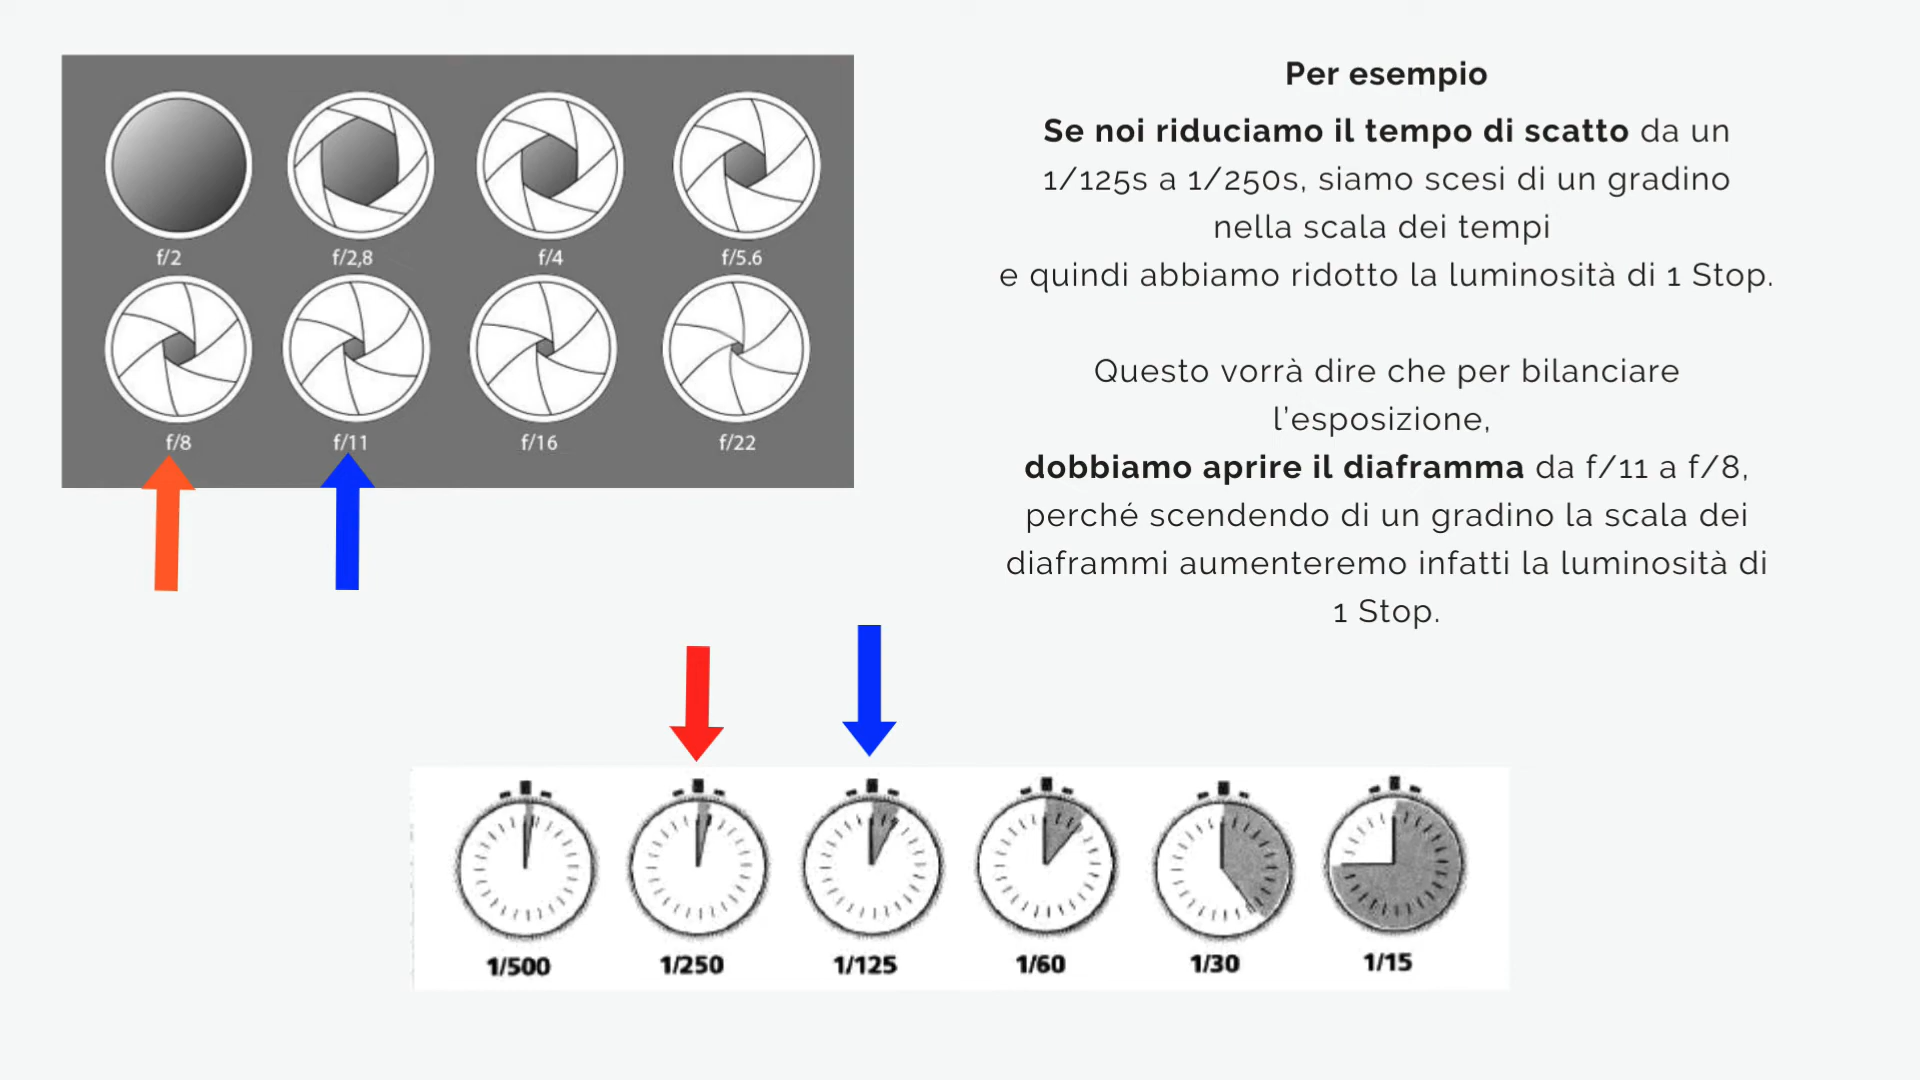 f/2 f/2,8 f/4 f/5.6
f/8 f/11 f/16 f/22
Per esempio
Se noi riduciamo il tempo di scatto da un
1/125s a 1/250s, siamo scesi di un gradino
nella scala dei tempi
e quindi abbiamo ridotto la luminosità di 1 Stop.
Questo vorrà dire che per bilanciare
l’esposizione,
dobbiamo aprire il diaframma da f/11 a f/8,
perché scendendo di un gradino la scala dei
diaframmi aumenteremo infatti la luminosità di
1 Stop.
1/500 1/250 1/125 1/60 1/30 1/15